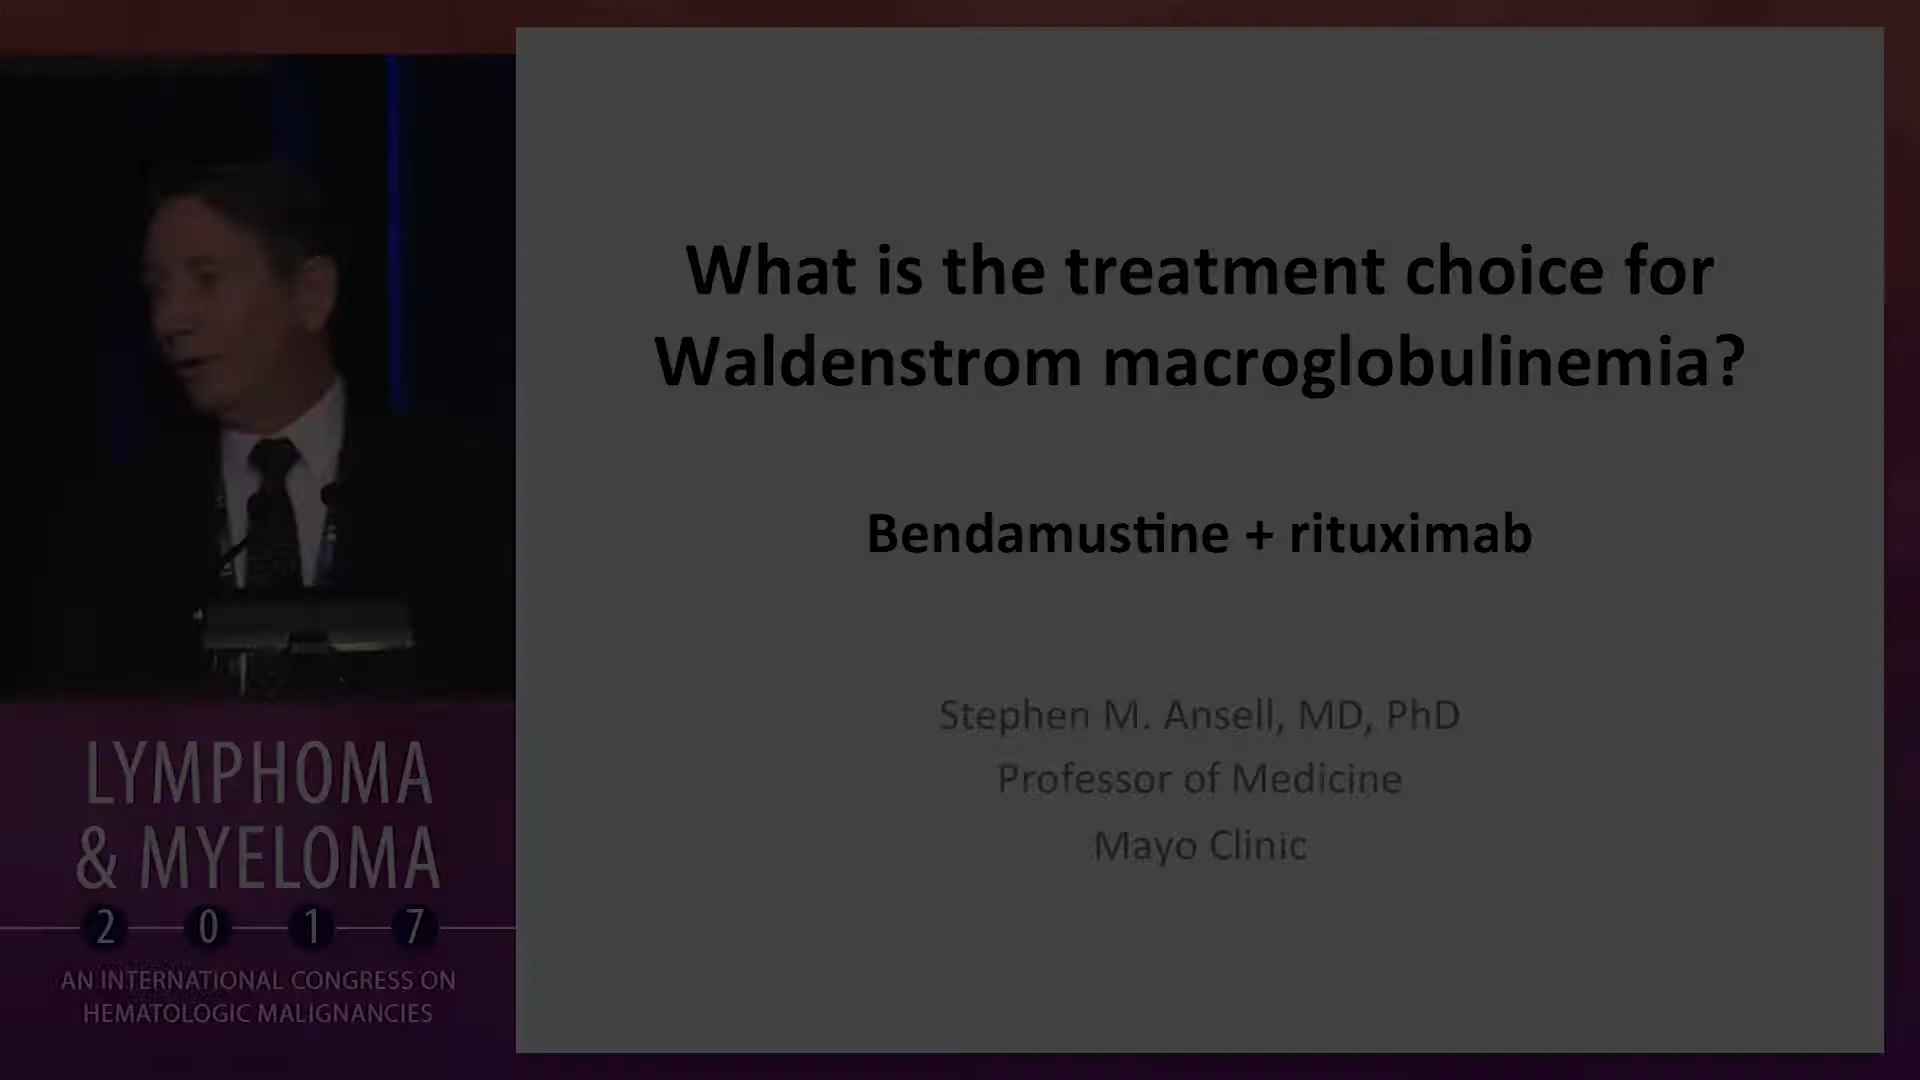 What is the treatment choice for
Waldenstrom macroglobulinemia?
Bendamustine + rituximab
Stephen M. Ansell, MD, PhD
Professor of Medicine
Mayo Clinic
LYMPHOMA
& MYELOMA
2 0 1 7
AN INTERNATIONAL CONGRESS ON
HEMATOLOGIC MALIGNANCIES